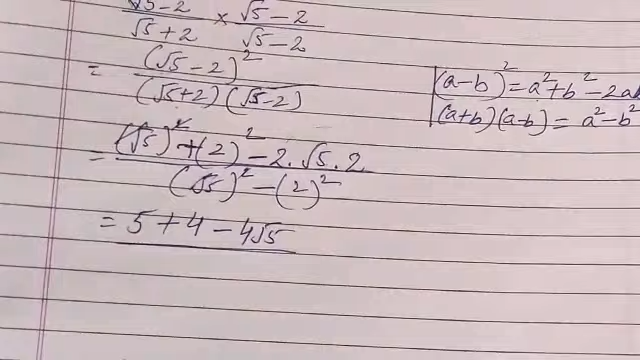 √5-2/√5+2 × √5-2/√5-2
= (√5-2)²/(√5+2)(√5-2)
(a-b)² = a²+b²-2ab
(a+b)(a-b) = a²-b²
= (√5)²+(2)²-2.√5.2/(√5)²-(2)²
= 5+4-4√5